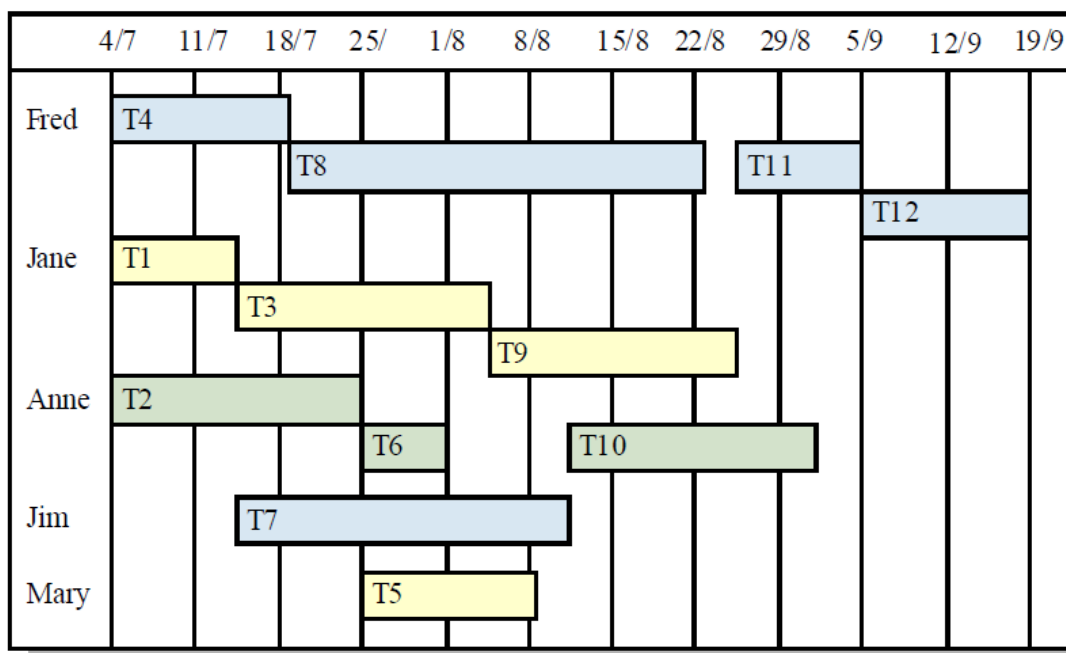 4/7 11/7 18/7 25/ 1/8 8/8 15/8 22/8 29/8 5/9 12/9 19/9
Fred T4
T8 T11
T12
Jane T1
T3
T9
Anne T2
T6 T10
Jim T7
Mary T5